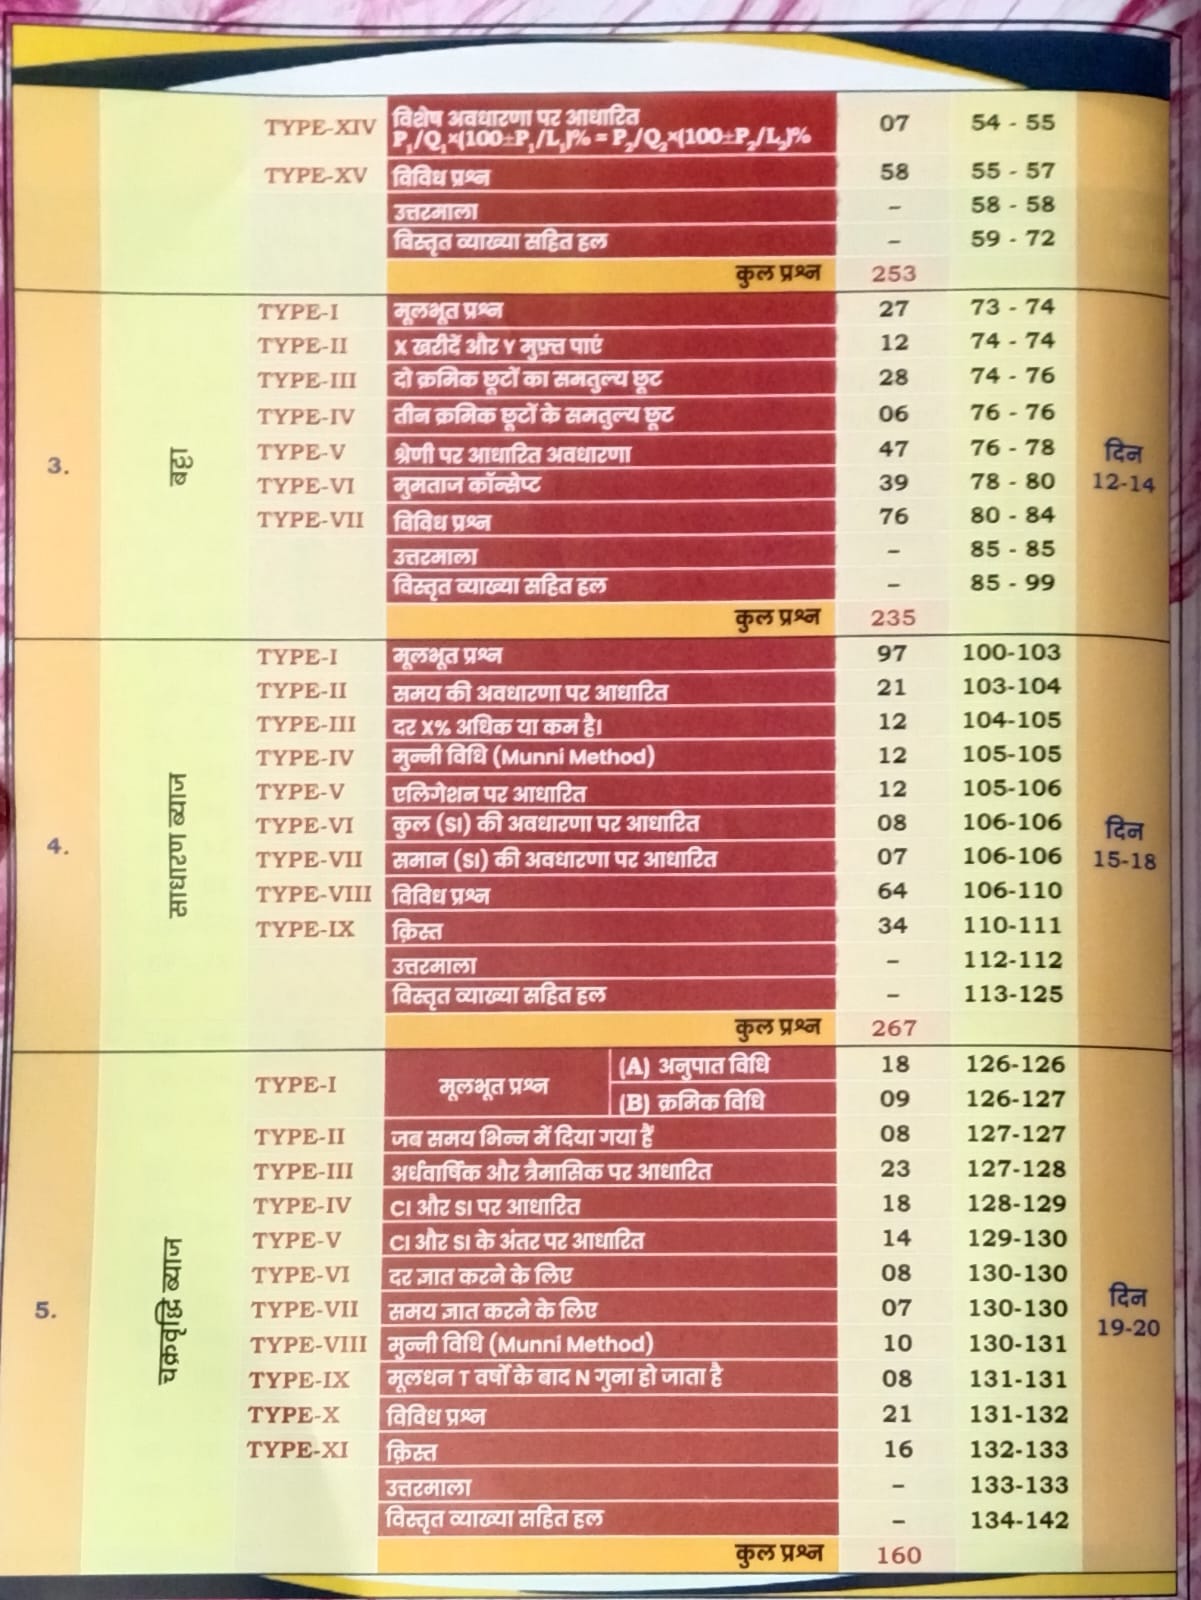 TYPE-XIV विशेष अवधारणा पर आधारित 07 54 - 55
P₁/Q₁×(100±P₁/L₁)% = P₂/Q₂×(100±P₂/L₂)%
TYPE-XV विविध प्रश्न 58 55 - 57
उत्तरमाला - 58 - 58
विस्तृत व्याख्या सहित हल - 59 - 72
कुल प्रश्न 253
3. बट्टा दिन 12-14
TYPE-I मूलभूत प्रश्न 27 73 - 74
TYPE-II X खरीदें और Y मुफ़्त पाएं 12 74 - 74
TYPE-III दो क्रमिक छूटों का समतुल्य छूट 28 74 - 76
TYPE-IV तीन क्रमिक छूटों के समतुल्य छूट 06 76 - 76
TYPE-V श्रेणी पर आधारित अवधारणा 47 76 - 78
TYPE-VI मुमताज कॉन्सेप्ट 39 78 - 80
TYPE-VII विविध प्रश्न 76 80 - 84
उत्तरमाला - 85 - 85
विस्तृत व्याख्या सहित हल - 85 - 99
कुल प्रश्न 235
4. साधारण ब्याज दिन 15-18
TYPE-I मूलभूत प्रश्न 97 100-103
TYPE-II समय की अवधारणा पर आधारित 21 103-104
TYPE-III दर X% अधिक या कम है। 12 104-105
TYPE-IV मुन्नी विधि (Munni Method) 12 105-105
TYPE-V एलिगेशन पर आधारित 12 105-106
TYPE-VI कुल (SI) की अवधारणा पर आधारित 08 106-106
TYPE-VII समान (SI) की अवधारणा पर आधारित 07 106-106
TYPE-VIII विविध प्रश्न 64 106-110
TYPE-IX क़िस्त 34 110-111
उत्तरमाला - 112-112
विस्तृत व्याख्या सहित हल - 113-125
कुल प्रश्न 267
5. चक्रवृद्धि ब्याज दिन 19-20
TYPE-I मूलभूत प्रश्न (A) अनुपात विधि 18 126-126
(B) क्रमिक विधि 09 126-127
TYPE-II जब समय भिन्न में दिया गया हैं 08 127-127
TYPE-III अर्धवार्षिक और त्रैमासिक पर आधारित 23 127-128
TYPE-IV CI और SI पर आधारित 18 128-129
TYPE-V CI और SI के अंतर पर आधारित 14 129-130
TYPE-VI दर ज्ञात करने के लिए 08 130-130
TYPE-VII समय ज्ञात करने के लिए 07 130-130
TYPE-VIII मुन्नी विधि (Munni Method) 10 130-131
TYPE-IX मूलधन T वर्षों के बाद N गुना हो जाता है 08 131-131
TYPE-X विविध प्रश्न 21 131-132
TYPE-XI क़िस्त 16 132-133
उत्तरमाला - 133-133
विस्तृत व्याख्या सहित हल - 134-142
कुल प्रश्न 160